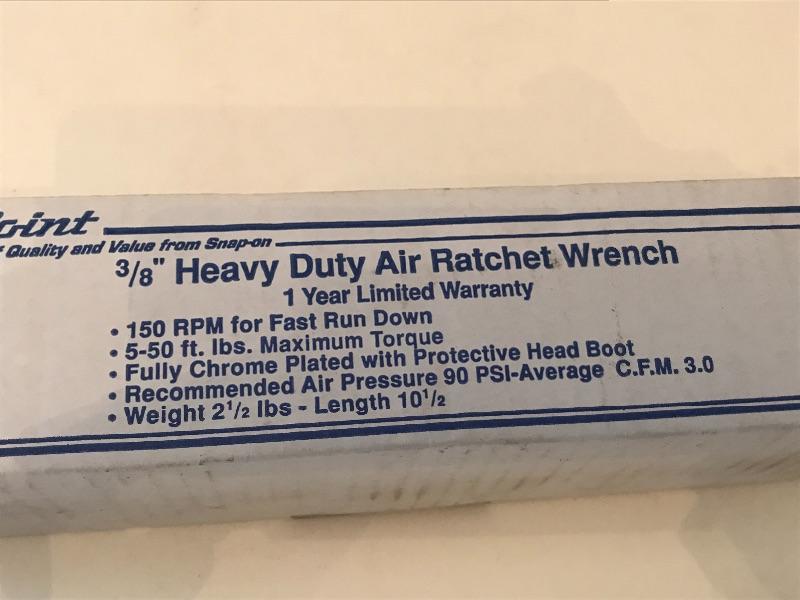 oint
Quality and Value from Snap-on
3/8" Heavy Duty Air Ratchet Wrench
1 Year Limited Warranty
• 150 RPM for Fast Run Down
• 5-50 ft. lbs. Maximum Torque
• Fully Chrome Plated with Protective Head Boot
• Recommended Air Pressure 90 PSI-Average C.F.M. 3.0
• Weight 2 1/2 lbs - Length 10 1/2